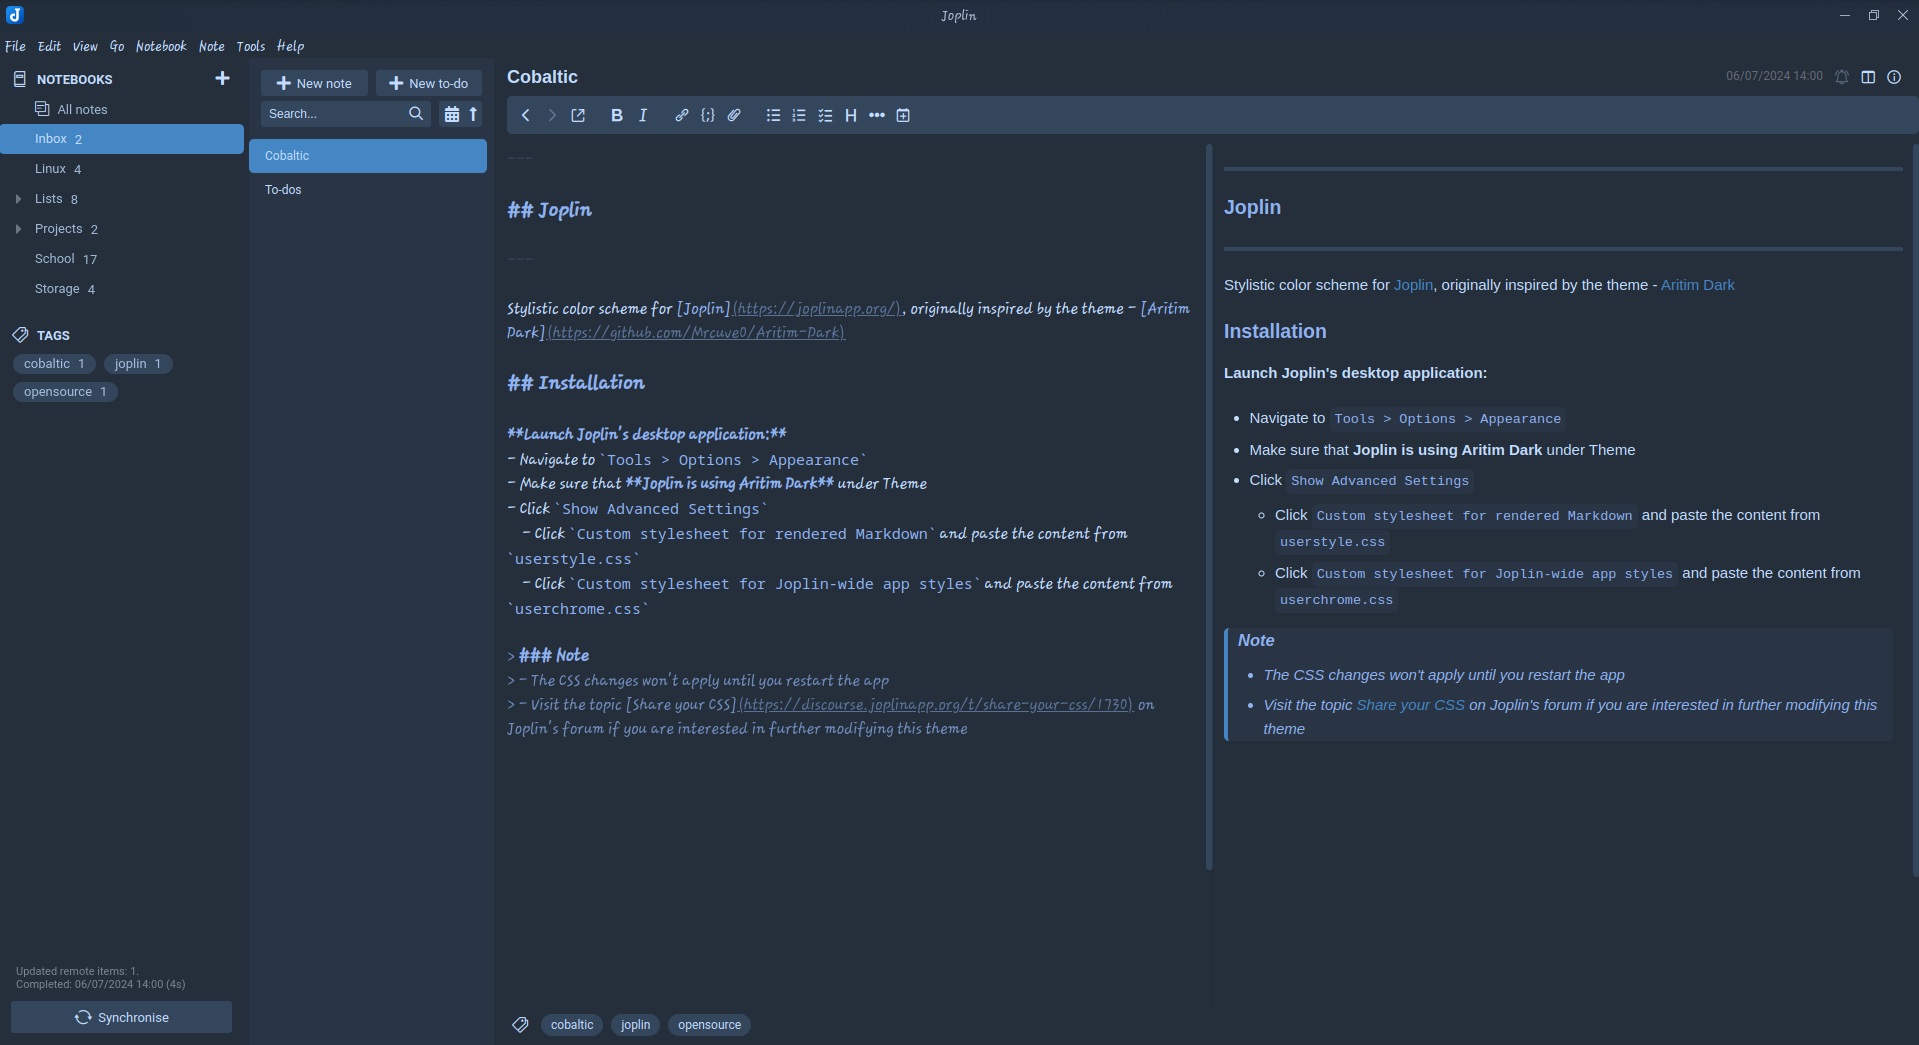 Joplin
File Edit View Go Notebook Note Tools Help
NOTEBOOKS
All notes
Inbox 2
Linux 4
Lists 8
Projects 2
School 17
Storage 4
TAGS
cobaltic 1 joplin 1
opensource 1
Updated remote items: 1.
Completed: 06/07/2024 14:00 (4s)
Synchronise
New note New to-do
Search...
Cobaltic
To-dos
Cobaltic
06/07/2024 14:00
B I {;} H
---
## Joplin
---
Stylistic color scheme for [Joplin](https://joplinapp.org/), originally inspired by the theme - [Aritim
Dark](https://github.com/Mrcuve0/Aritim-Dark)
## Installation
**Launch Joplin's desktop application:**
- Navigate to `Tools > Options > Appearance`
- Make sure that **Joplin is using Aritim Dark** under Theme
- Click `Show Advanced Settings`
- Click `Custom stylesheet for rendered Markdown` and paste the content from
`userstyle.css`
- Click `Custom stylesheet for Joplin-wide app styles` and paste the content from
`userchrome.css`
> ### Note
> - The CSS changes won't apply until you restart the app
> - Visit the topic [Share your CSS](https://discourse.joplinapp.org/t/share-your-css/1730) on
Joplin's forum if you are interested in further modifying this theme
Joplin
Stylistic color scheme for Joplin, originally inspired by the theme - Aritim Dark
Installation
Launch Joplin's desktop application:
• Navigate to Tools > Options > Appearance
• Make sure that Joplin is using Aritim Dark under Theme
• Click Show Advanced Settings
◦ Click Custom stylesheet for rendered Markdown and paste the content from
userstyle.css
◦ Click Custom stylesheet for Joplin-wide app styles and paste the content from
userchrome.css
Note
• The CSS changes won't apply until you restart the app
• Visit the topic Share your CSS on Joplin's forum if you are interested in further modifying this
theme
cobaltic joplin opensource